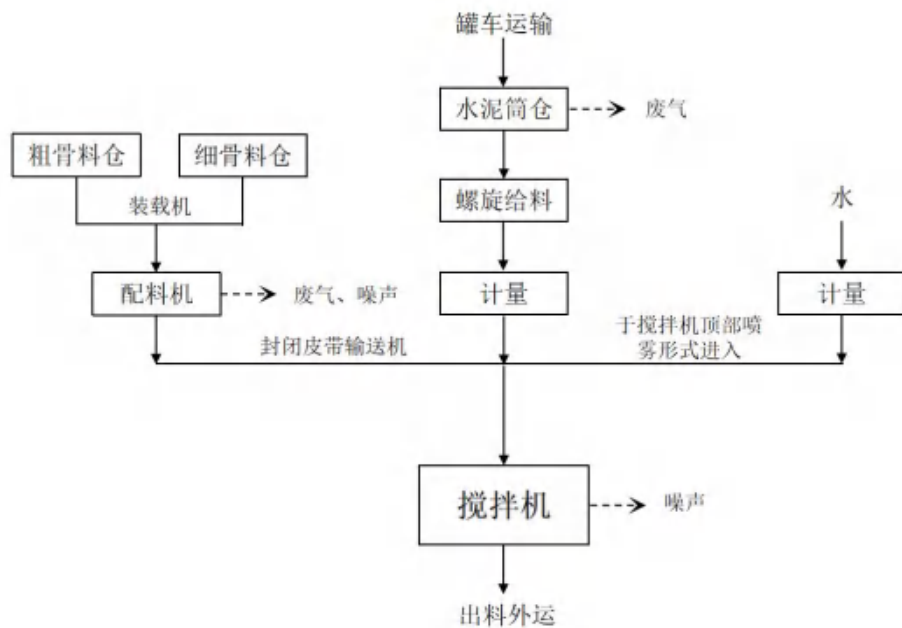 罐车运输
水泥筒仓
废气
粗骨料仓
细骨料仓
装载机
螺旋给料
水
配料机
废气、噪声
计量
计量
封闭皮带输送机
于搅拌机顶部喷
雾形式进入
搅拌机
噪声
出料外运